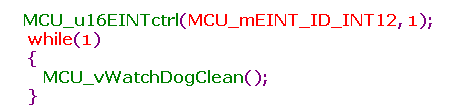 MCU_u16EINTctrl(MCU_mEINT_ID_INT12, 1);
while(1)
{
MCU_vWatchDogClean();
}